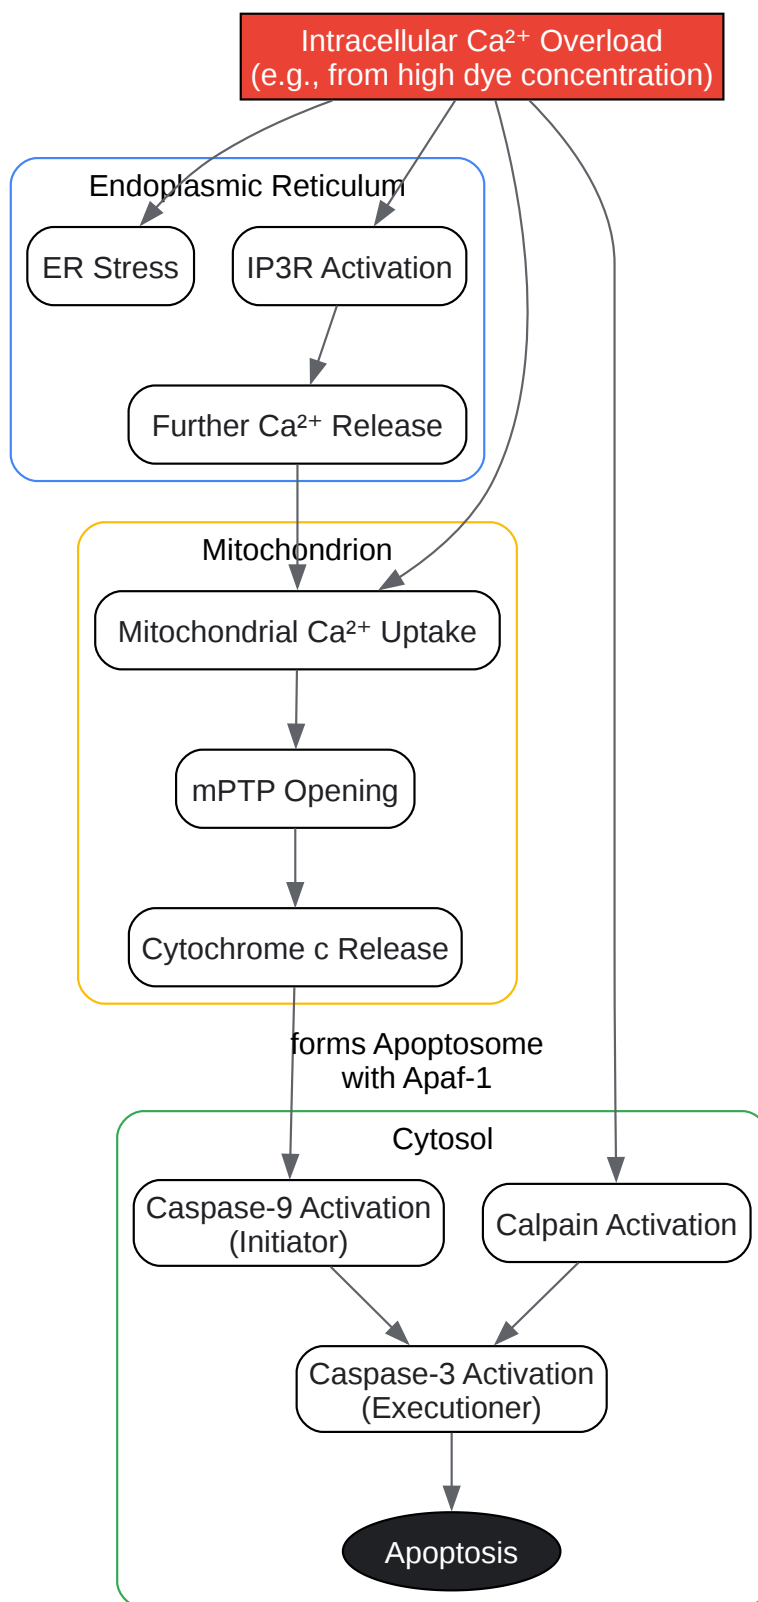 Intracellular Ca²⁺ Overload
(e.g., from high dye concentration)
Endoplasmic Reticulum
ER Stress
IP3R Activation
Further Ca²⁺ Release
Mitochondrion
Mitochondrial Ca²⁺ Uptake
mPTP Opening
Cytochrome c Release
forms Apoptosome
with Apaf-1
Cytosol
Caspase-9 Activation
(Initiator)
Calpain Activation
Caspase-3 Activation
(Executioner)
Apoptosis